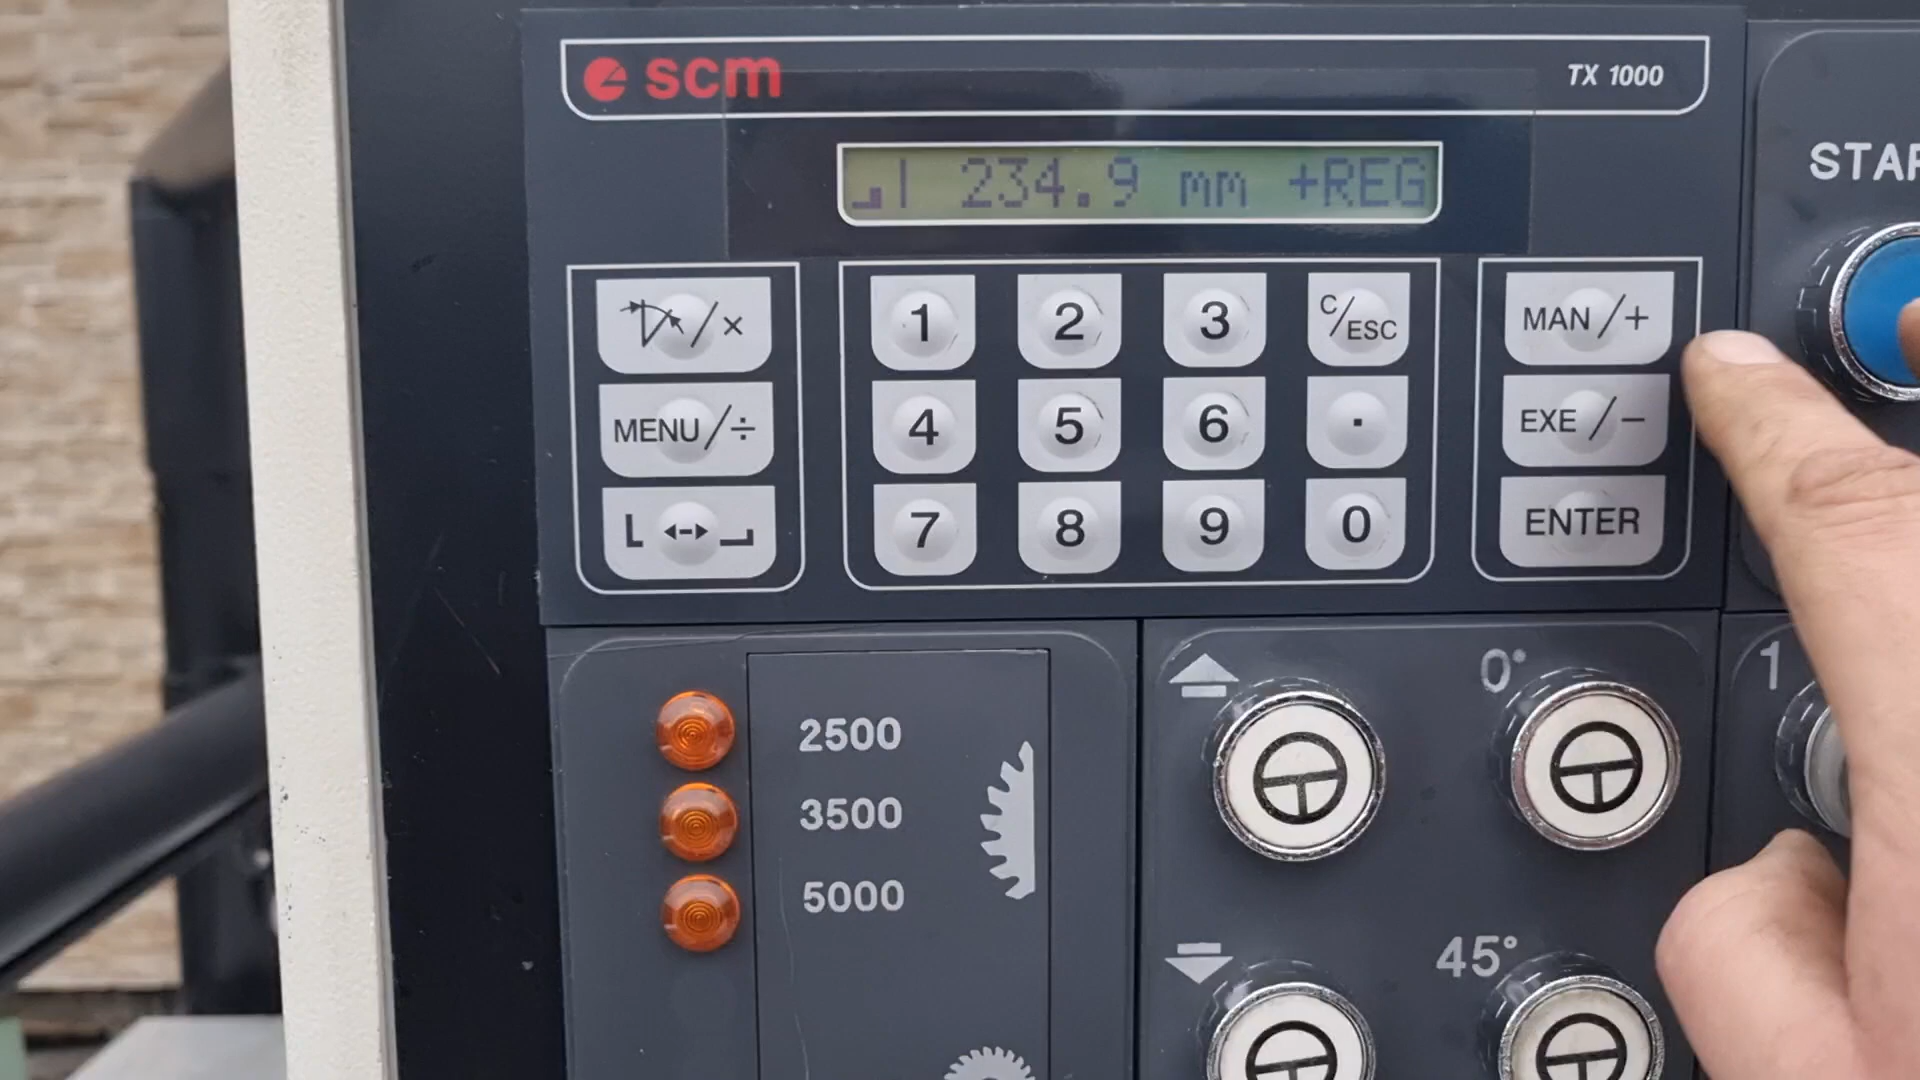 scm
TX 1000
234.9 mm +REG
STAR
/×
1 2 3 C/ESC
MAN/+
MENU/÷
4 5 6 .
EXE/−
7 8 9 0
ENTER
2500
3500
5000
0°
1
45°